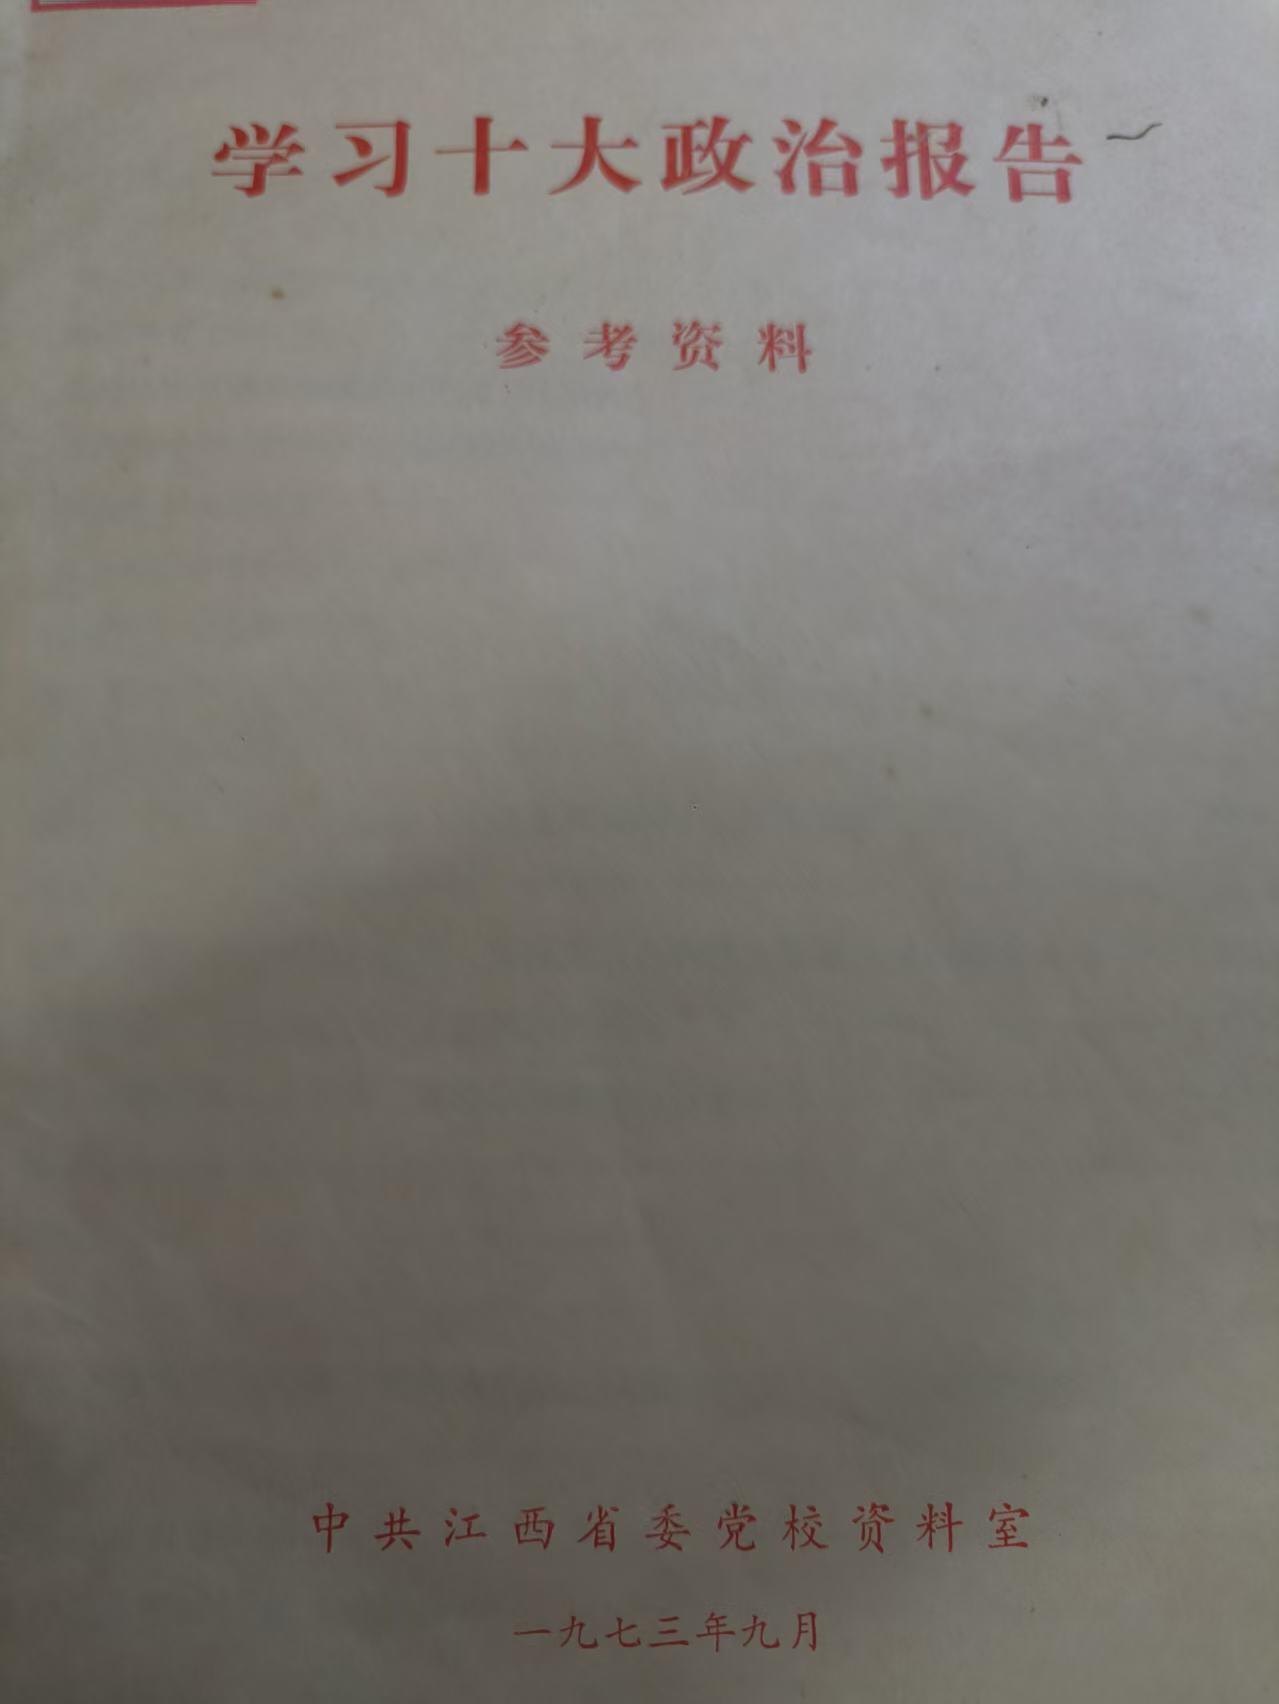 学习十大政治报告
参考资料
中共江西省委党校资料室
一九七三年九月